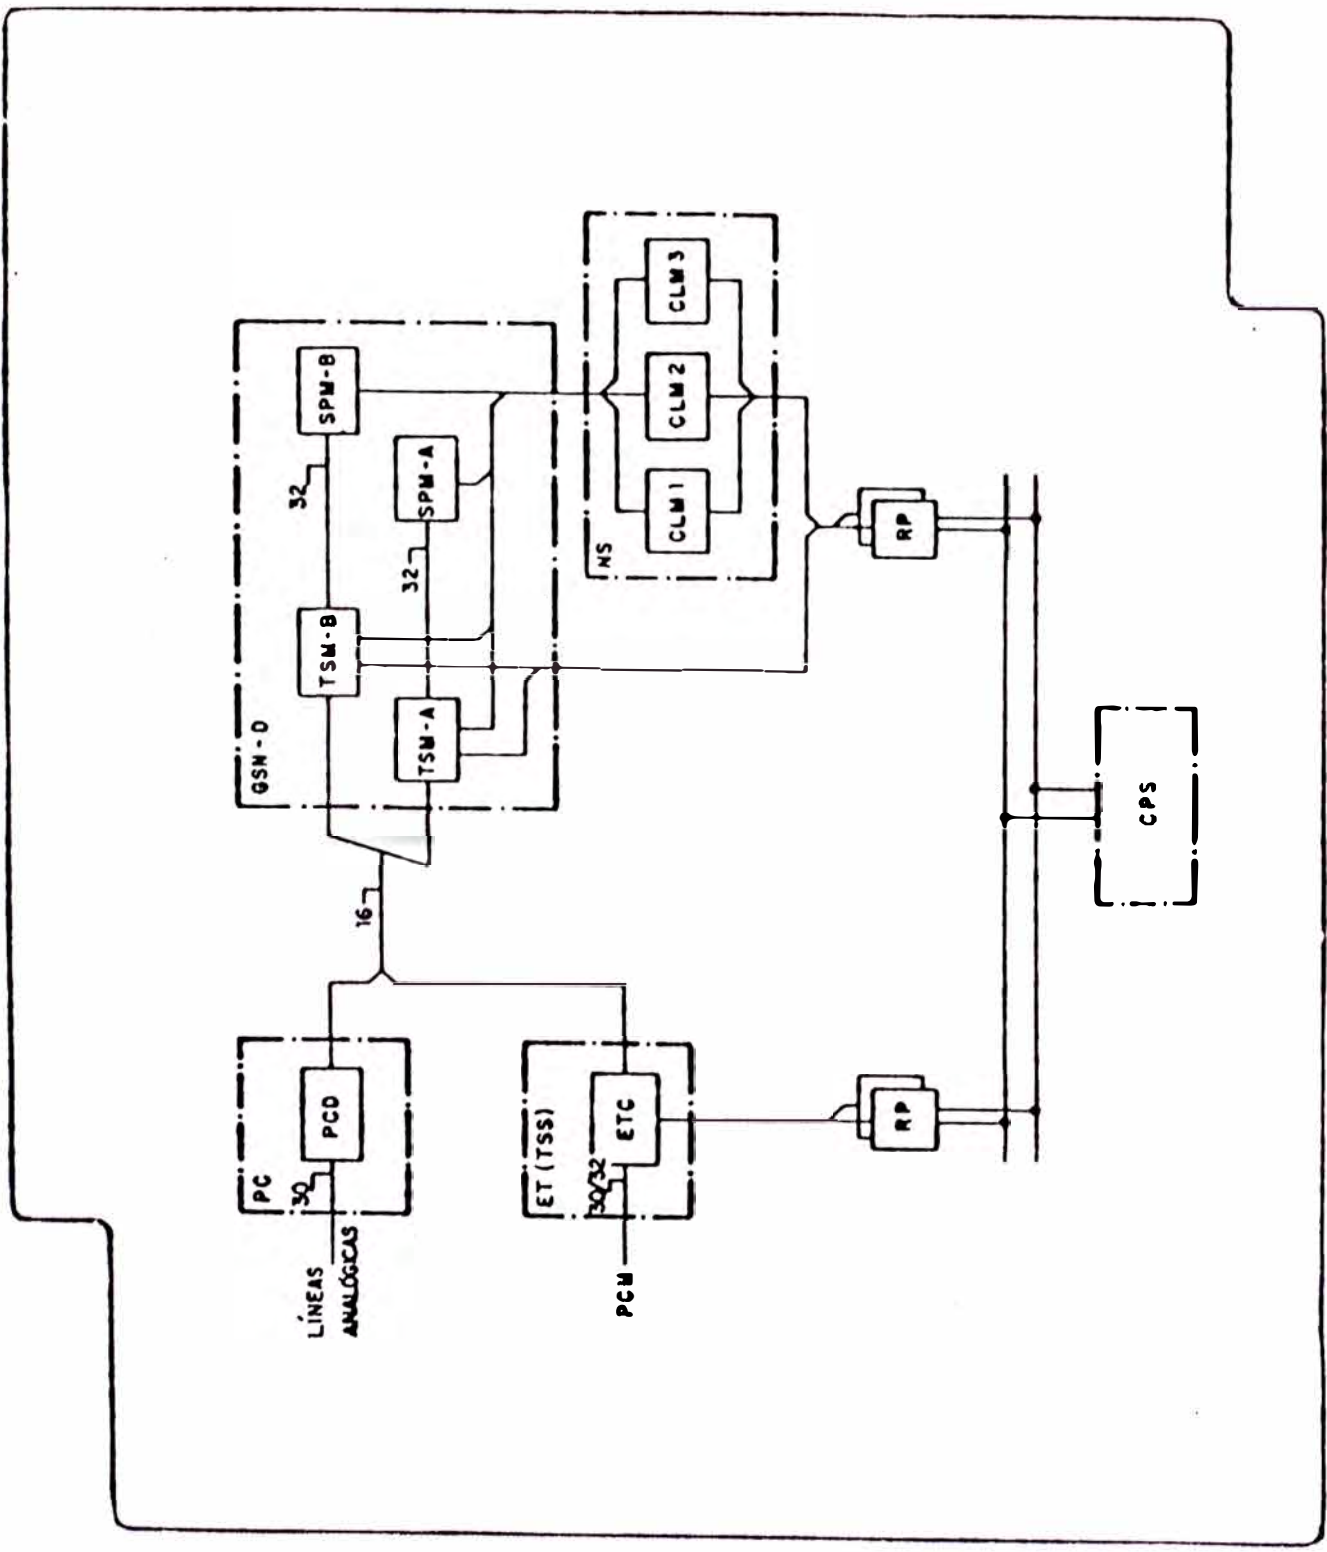 GSN-D
TSM-B
32
SPM-B
TSM-A
32
SPM-A
16
PC
30
PCD
LÍNEAS
ANALÓGICAS
NS
CLM 1
CLM 2
CLM 3
ET (TSS)
30/32
ETC
PCM
RP
RP
CPS